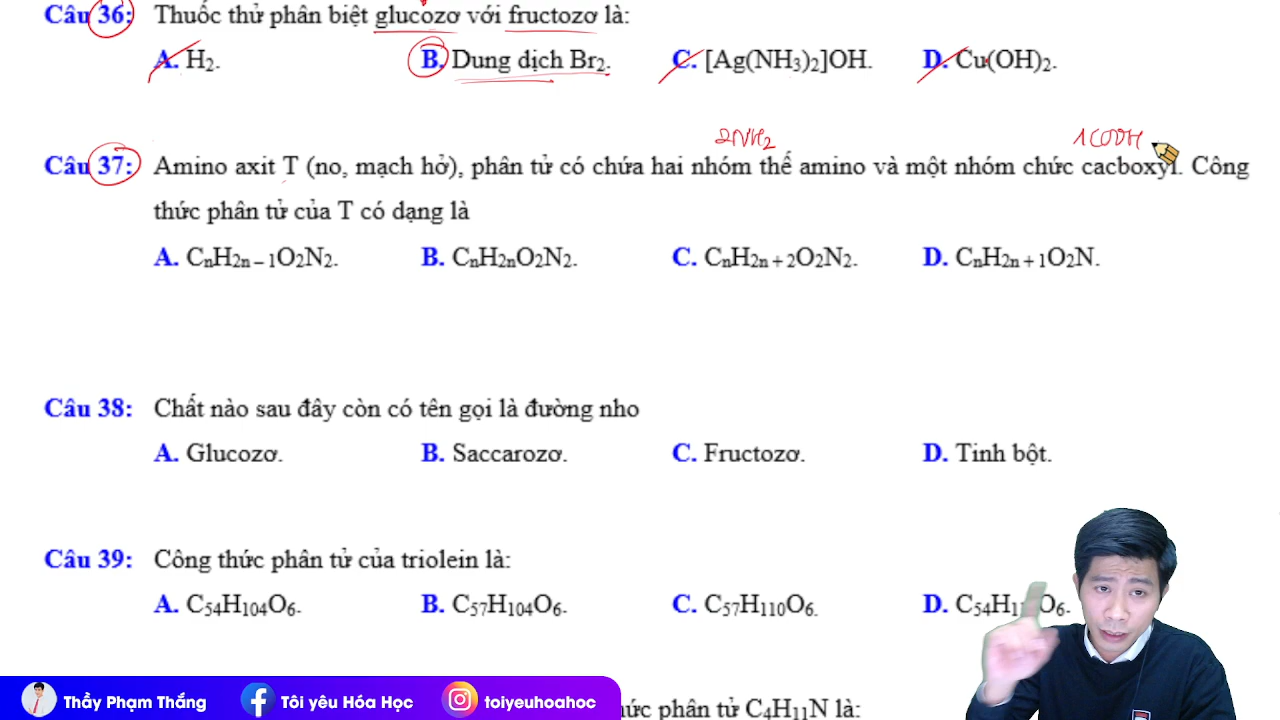 Câu 36: Thuốc thử phân biệt glucozơ với fructozơ là:
A. H2. B. Dung dịch Br2. C. [Ag(NH3)2]OH. D. Cu(OH)2.
2NH2 1COOH
Câu 37: Amino axit T (no, mạch hở), phân tử có chứa hai nhóm thế amino và một nhóm chức cacboxyl. Công
thức phân tử của T có dạng là
A. CnH2n – 1O2N2. B. CnH2nO2N2. C. CnH2n + 2O2N2. D. CnH2n + 1O2N.
Câu 38: Chất nào sau đây còn có tên gọi là đường nho
A. Glucozơ. B. Saccarozơ. C. Fructozơ. D. Tinh bột.
Câu 39: Công thức phân tử của triolein là:
A. C54H104O6. B. C57H104O6. C. C57H110O6. D.
thức phân tử C4H11N là:
Thầy Phạm Thắng Tôi yêu Hóa Học toiyeuhoahoc